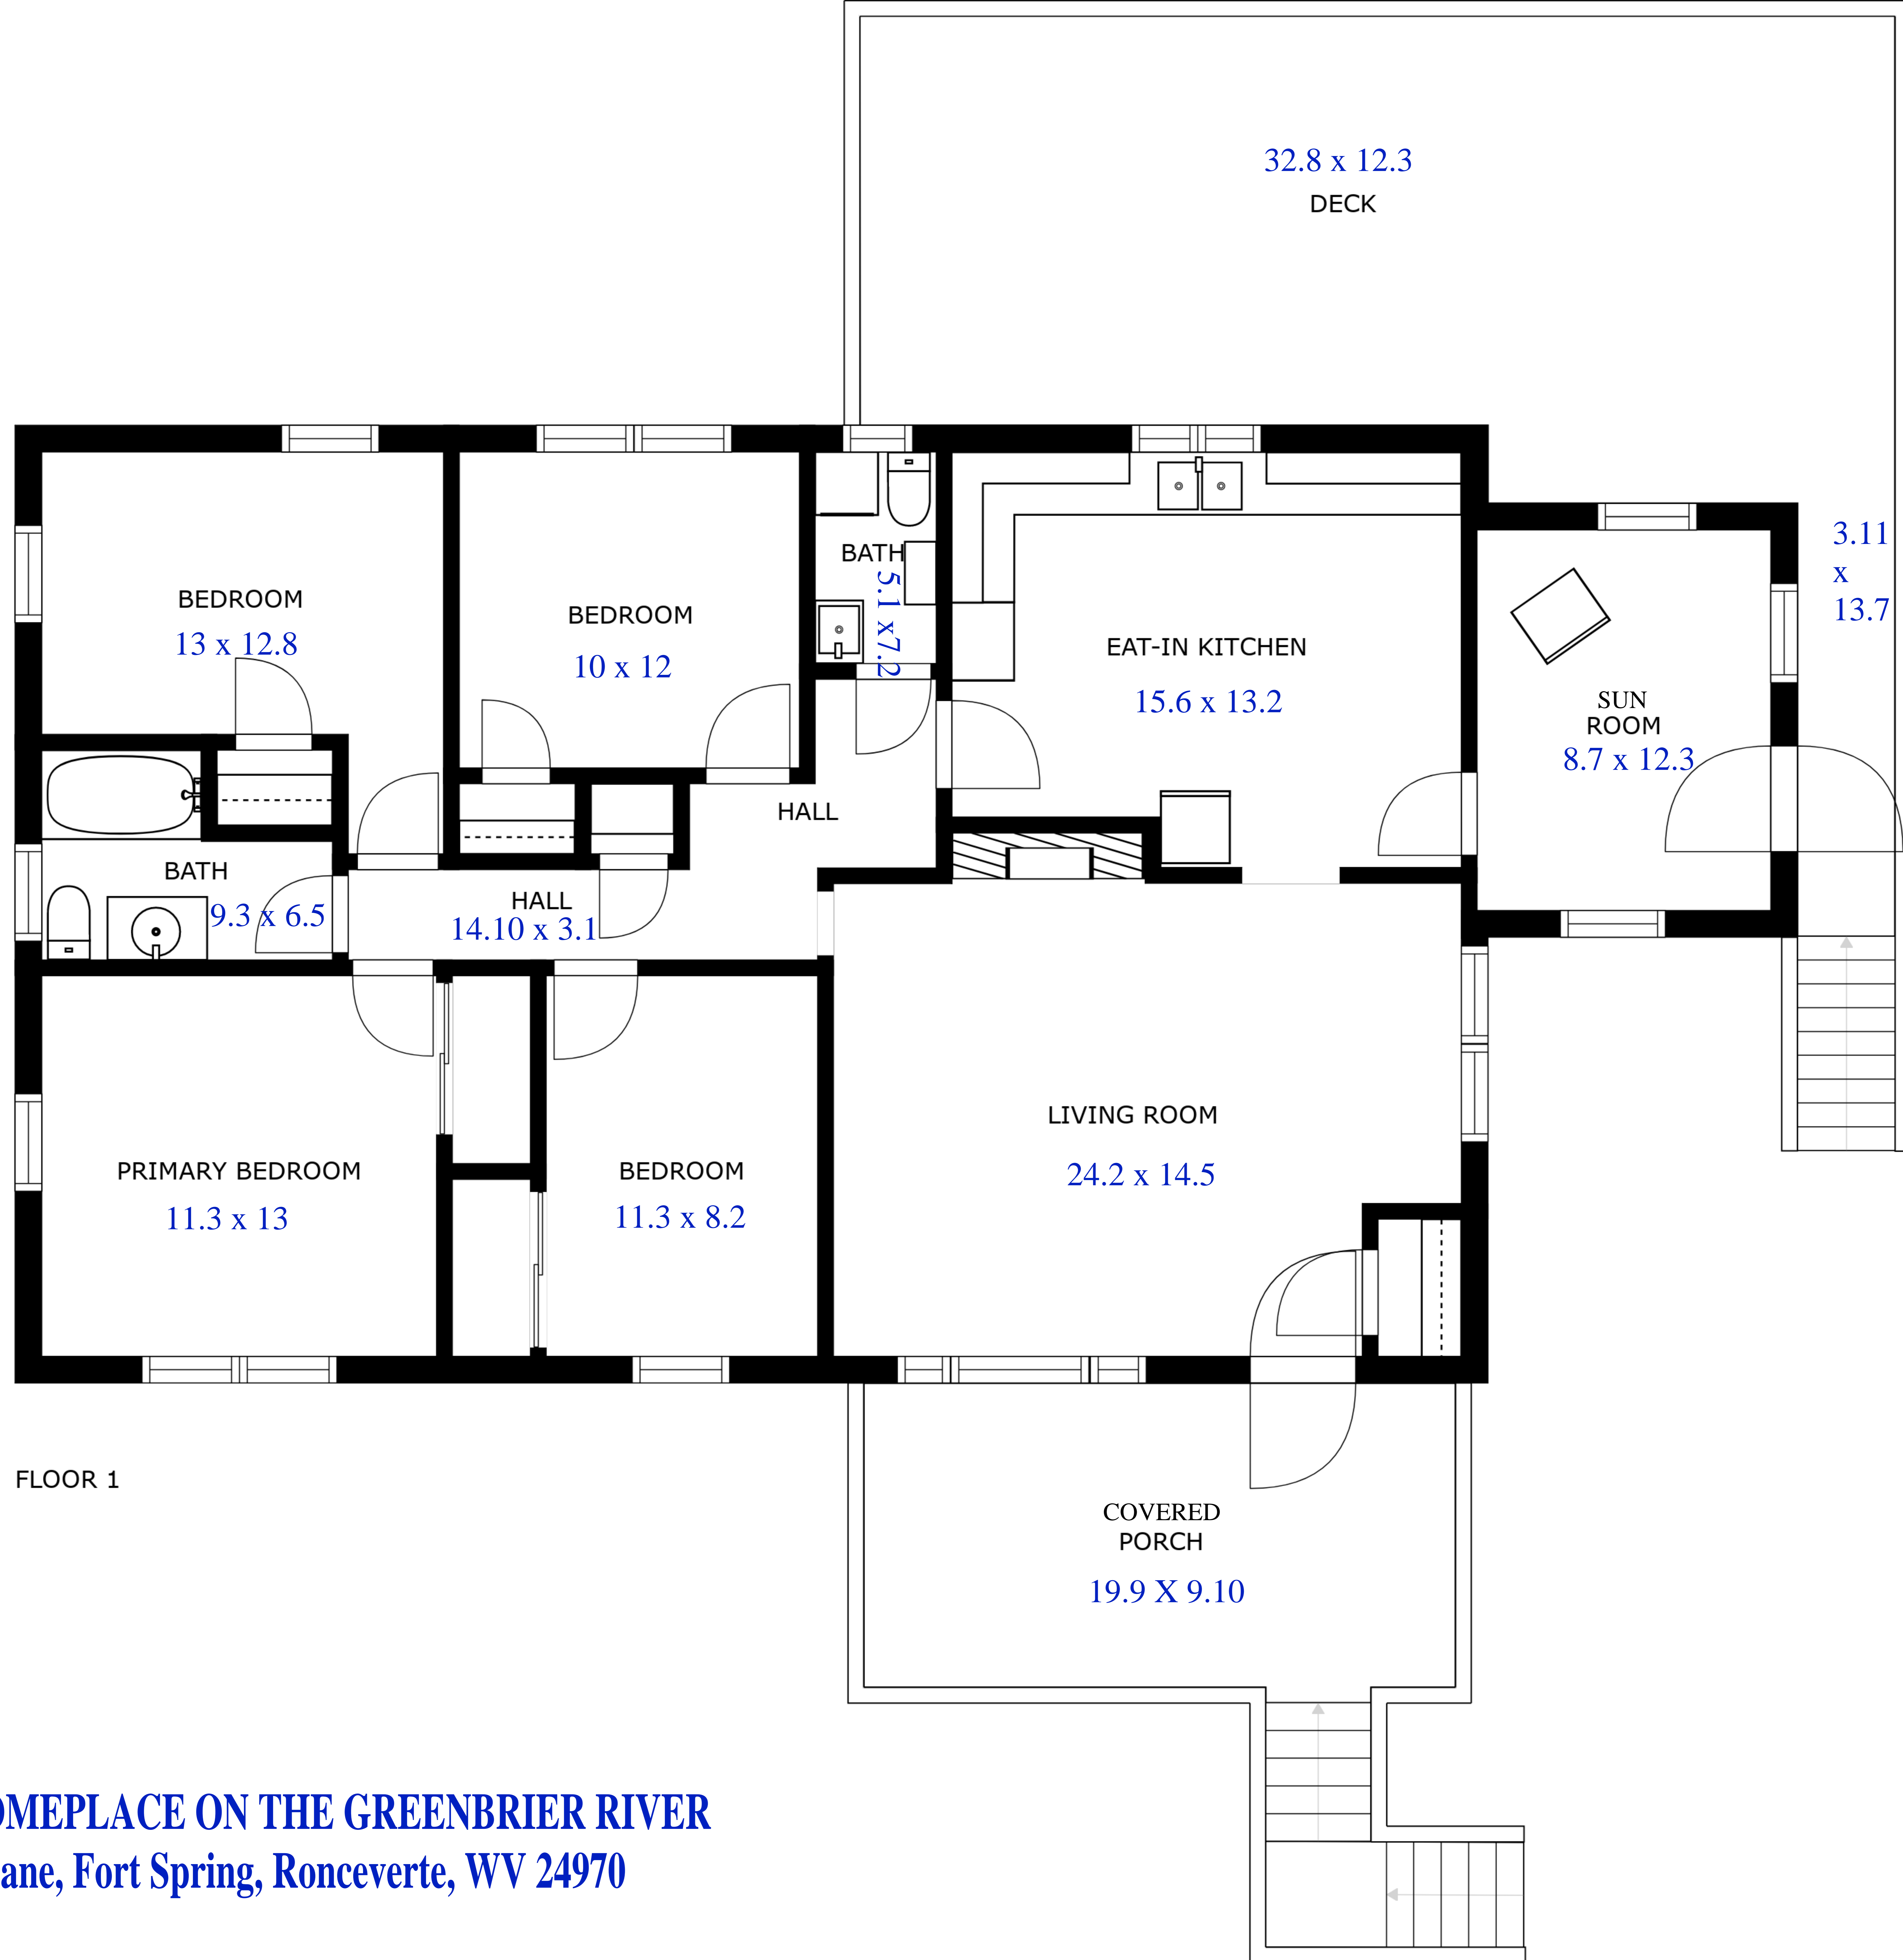 32.8 x 12.3
DECK
3.11
x
13.7
BEDROOM
13 x 12.8
BEDROOM
10 x 12
BATH
5.1 x7.2
EAT-IN KITCHEN
15.6 x 13.2
SUN
ROOM
8.7 x 12.3
HALL
BATH
9.3 x 6.5
HALL
14.10 x 3.1
PRIMARY BEDROOM
11.3 x 13
BEDROOM
11.3 x 8.2
LIVING ROOM
24.2 x 14.5
FLOOR 1
COVERED
PORCH
19.9 X 9.10
OMEPLACE ON THE GREENBRIER RIVER
ane, Fort Spring, Ronceverte, WV 24970